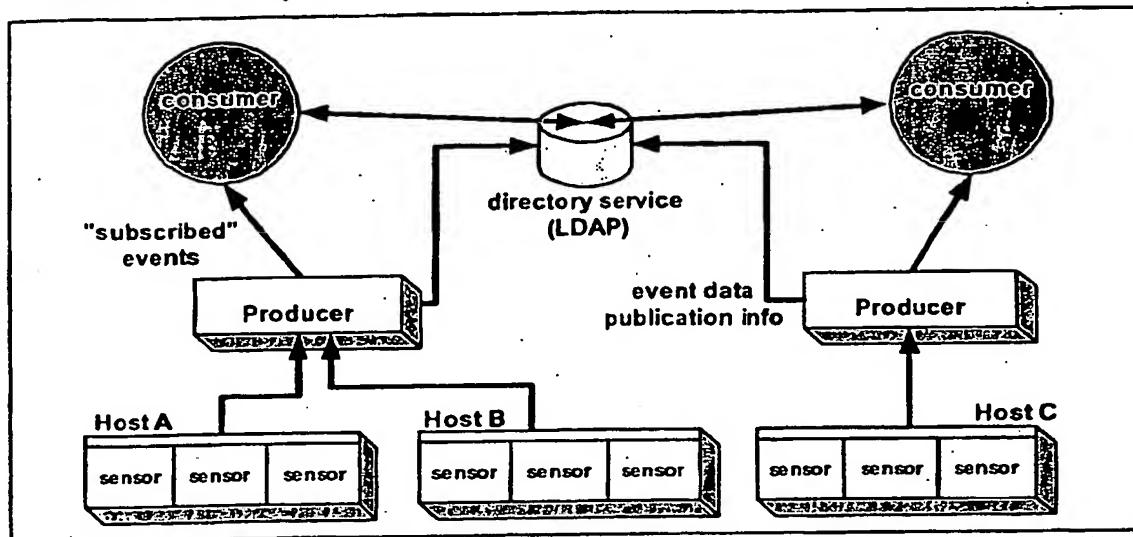 consumer
consumer
directory service
(LDAP)
"subscribed"
events
Producer
event data
publication info
Producer
Host A
Host B
Host C
sensor sensor sensor
sensor sensor sensor
sensor sensor sensor